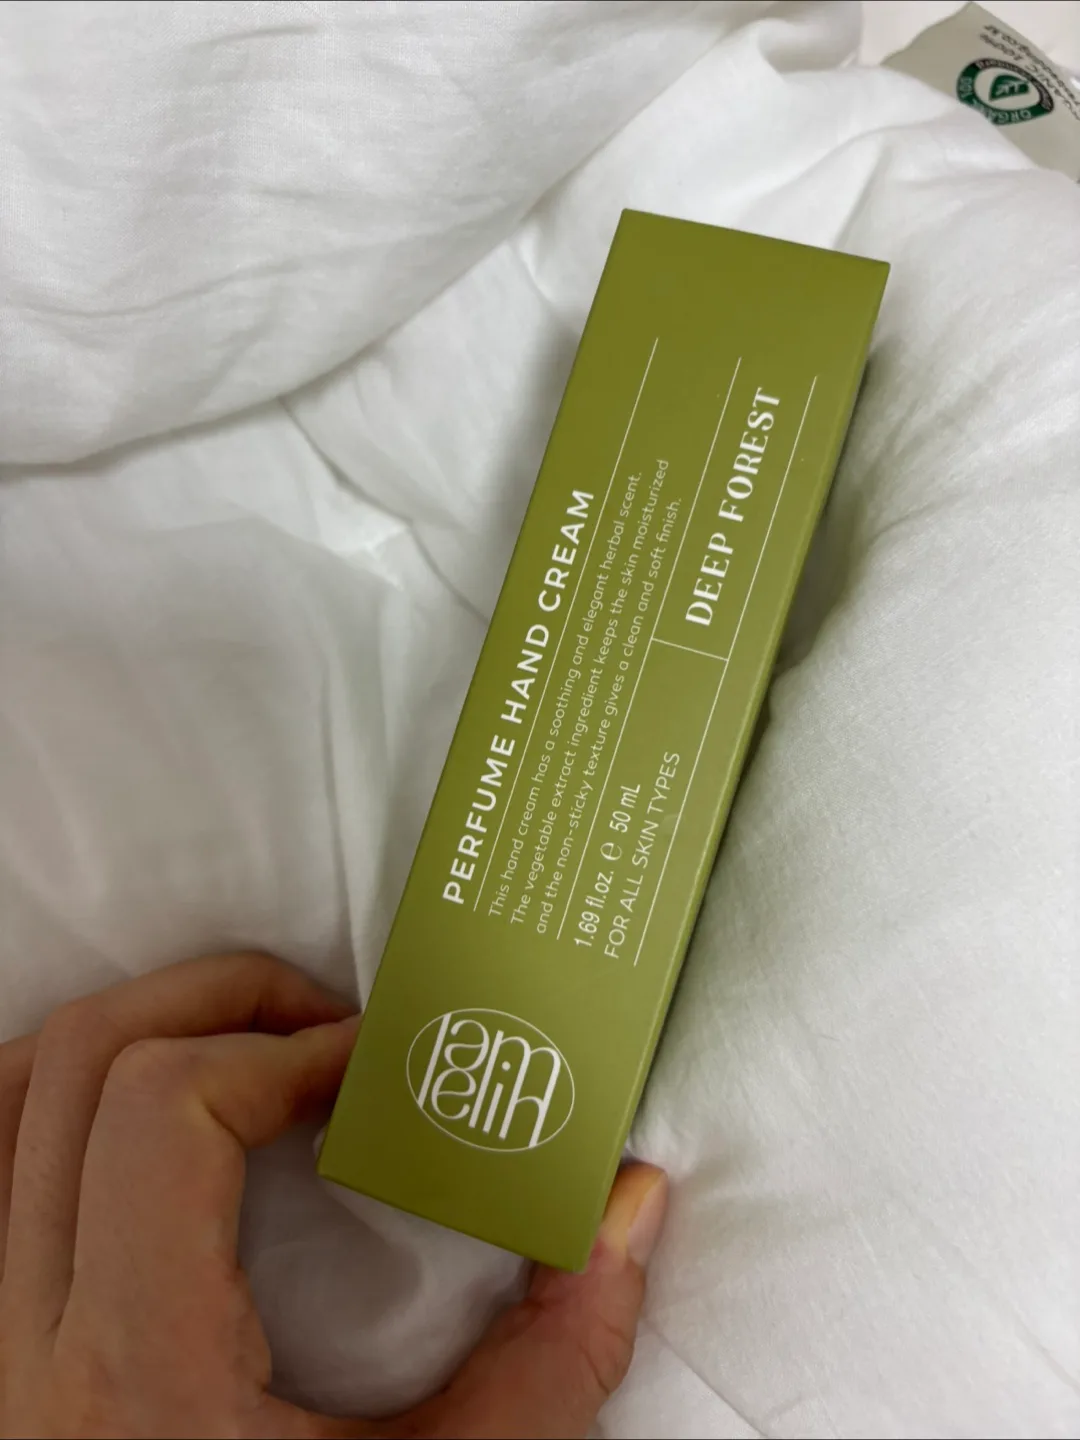 PERFUME HAND CREAM
This hand cream has a soothing and elegant herbal scent.
The vegetable extract ingredient keeps the skin moisturized
and the non-sticky texture gives a clean and soft finish.
1.69 fl.oz. ℮ 50 mL
FOR ALL SKIN TYPES
DEEP FOREST